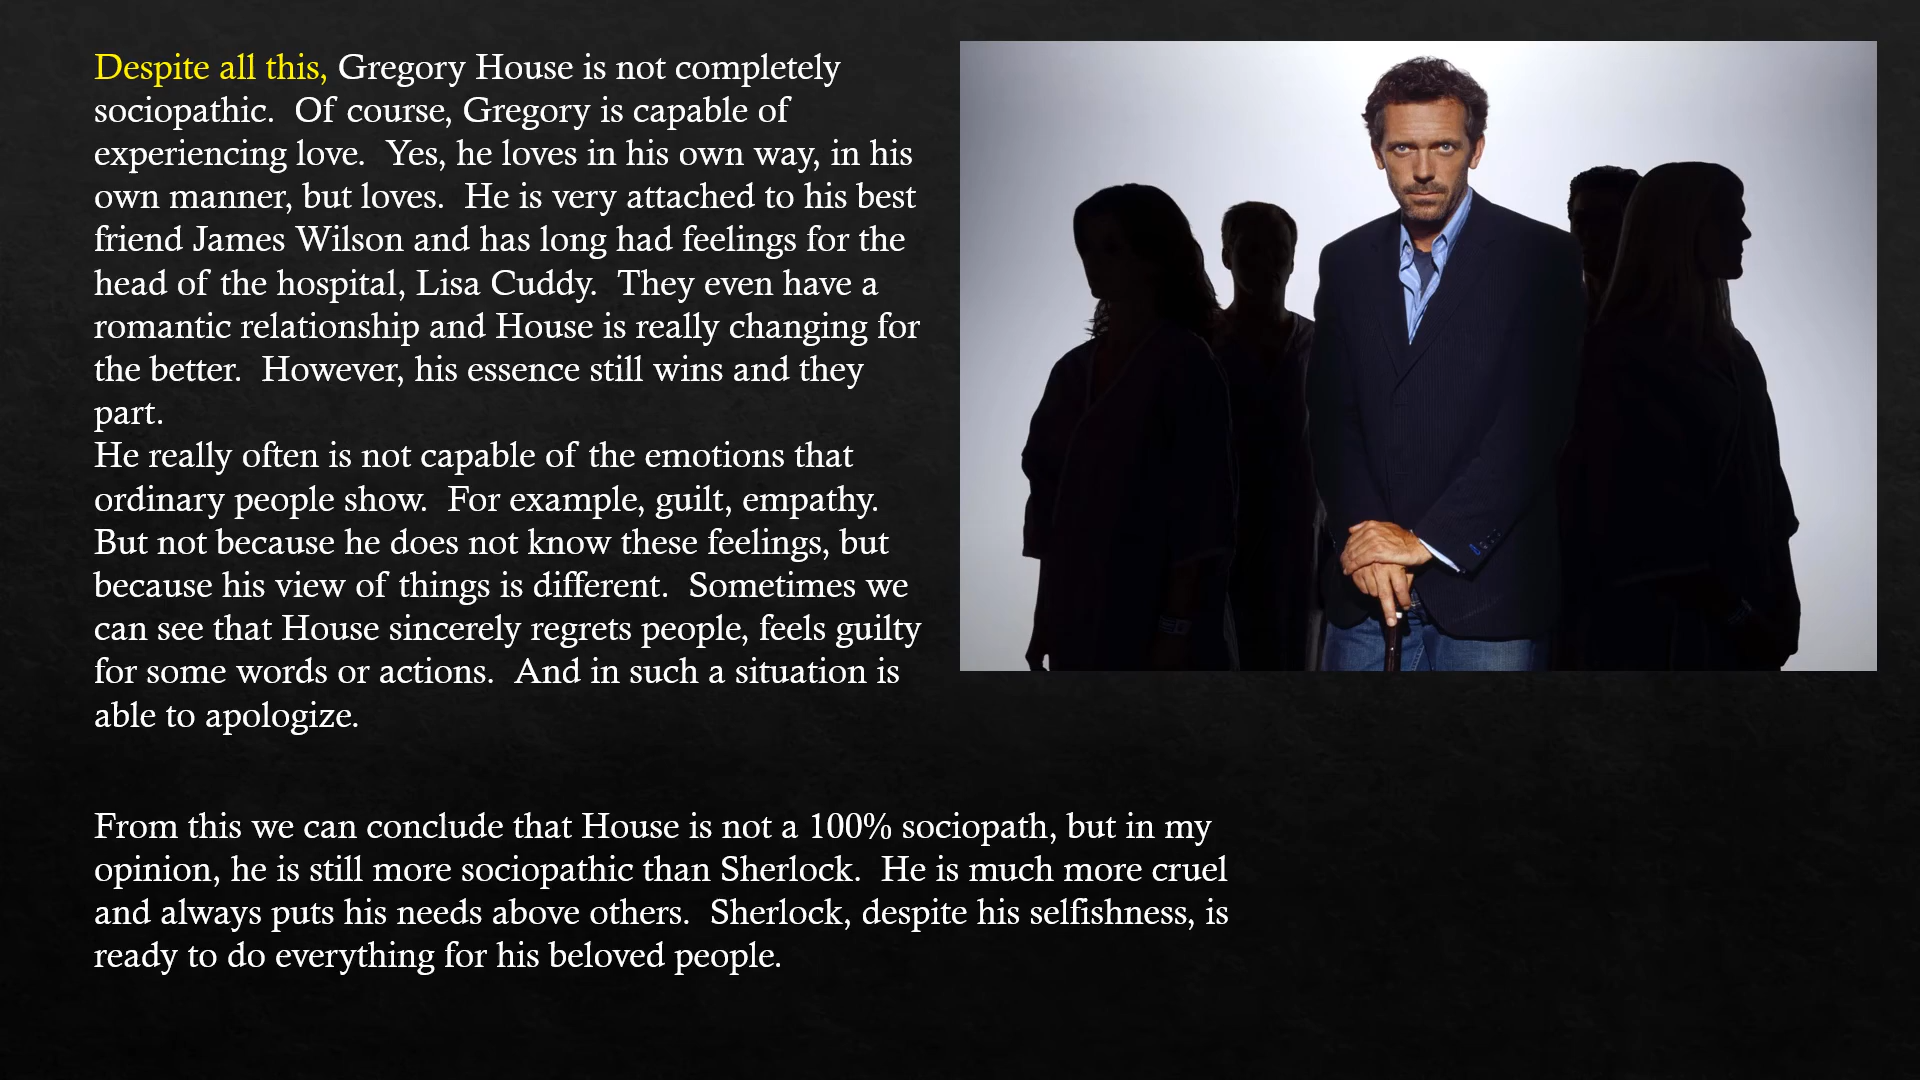 Despite all this, Gregory House is not completely
sociopathic.  Of course, Gregory is capable of
experiencing love.  Yes, he loves in his own way, in his
own manner, but loves.  He is very attached to his best
friend James Wilson and has long had feelings for the
head of the hospital, Lisa Cuddy.  They even have a
romantic relationship and House is really changing for
the better.  However, his essence still wins and they
part.
He really often is not capable of the emotions that
ordinary people show.  For example, guilt, empathy.
But not because he does not know these feelings, but
because his view of things is different.  Sometimes we
can see that House sincerely regrets people, feels guilty
for some words or actions.  And in such a situation is
able to apologize.
From this we can conclude that House is not a 100% sociopath, but in my
opinion, he is still more sociopathic than Sherlock.  He is much more cruel
and always puts his needs above others.  Sherlock, despite his selfishness, is
ready to do everything for his beloved people.